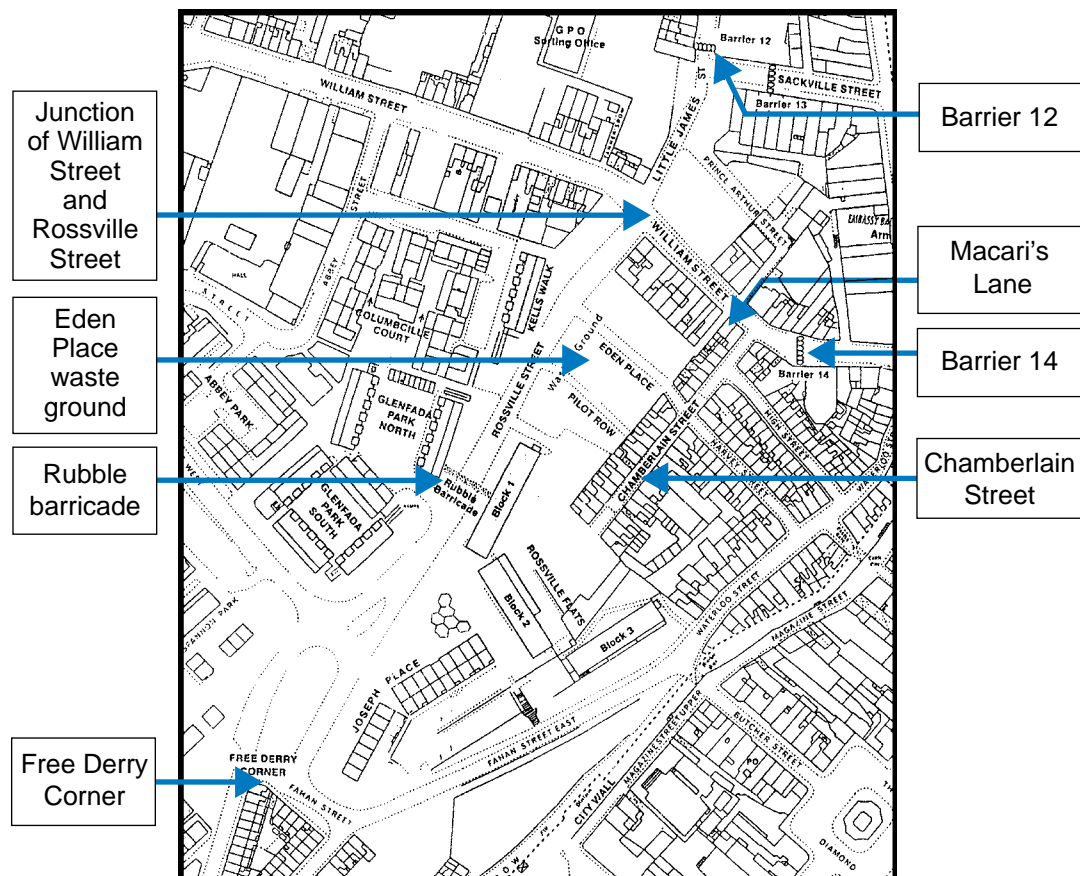 Junction
of William
Street
and
Rossville
Street
Eden
Place
waste
ground
Rubble
barricade
Free Derry
Corner
G P O
Sorting Office
Barrier 12
SACKVILLE STREET
Barrier 13
WILLIAM STREET
LITTLE JAMES ST
PRINCE ARTHUR STREET
WILLIAM STREET
ABBEY STREET
HALL
STREET
COLUMBCILLE
COURT
KELLS WALK
ROSSVILLE STREET
Waste Ground
EDEN PLACE
PILOT ROW
Barrier 14
HIGH STREET
HARVEY STREET
CHAMBERLAIN STREET
ABBEY PARK
GLENFADA
PARK
NORTH
GLENFADA
PARK
SOUTH
Rubble
Barricade
Block 1
ROSSVILLE FLATS
Block 2
Block 3
WATERLOO STREET
MAGAZINE STREET
JOSEPH PLACE
FAHAN STREET EAST
MAGAZINE STREET UPPER
BUTCHER STREET
PO
CITY WALL
DIAMOND
FREE DERRY
CORNER
FAHAN STREET
Barrier 12
Macari's
Lane
Barrier 14
Chamberlain
Street